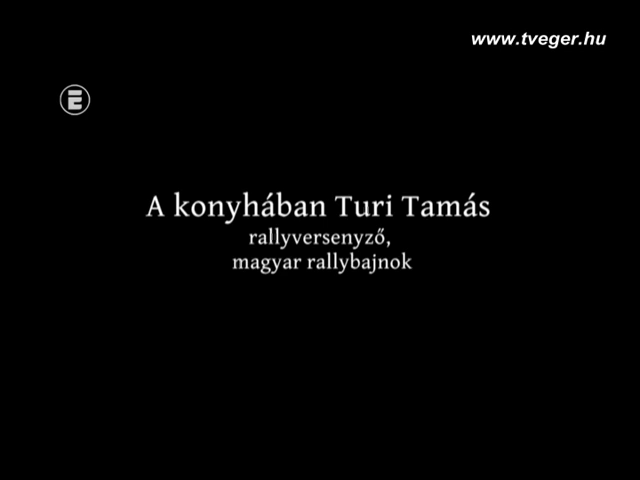 www.tveger.hu
E
A konyhában Turi Tamás
rallyversenyző,
magyar rallybajnok